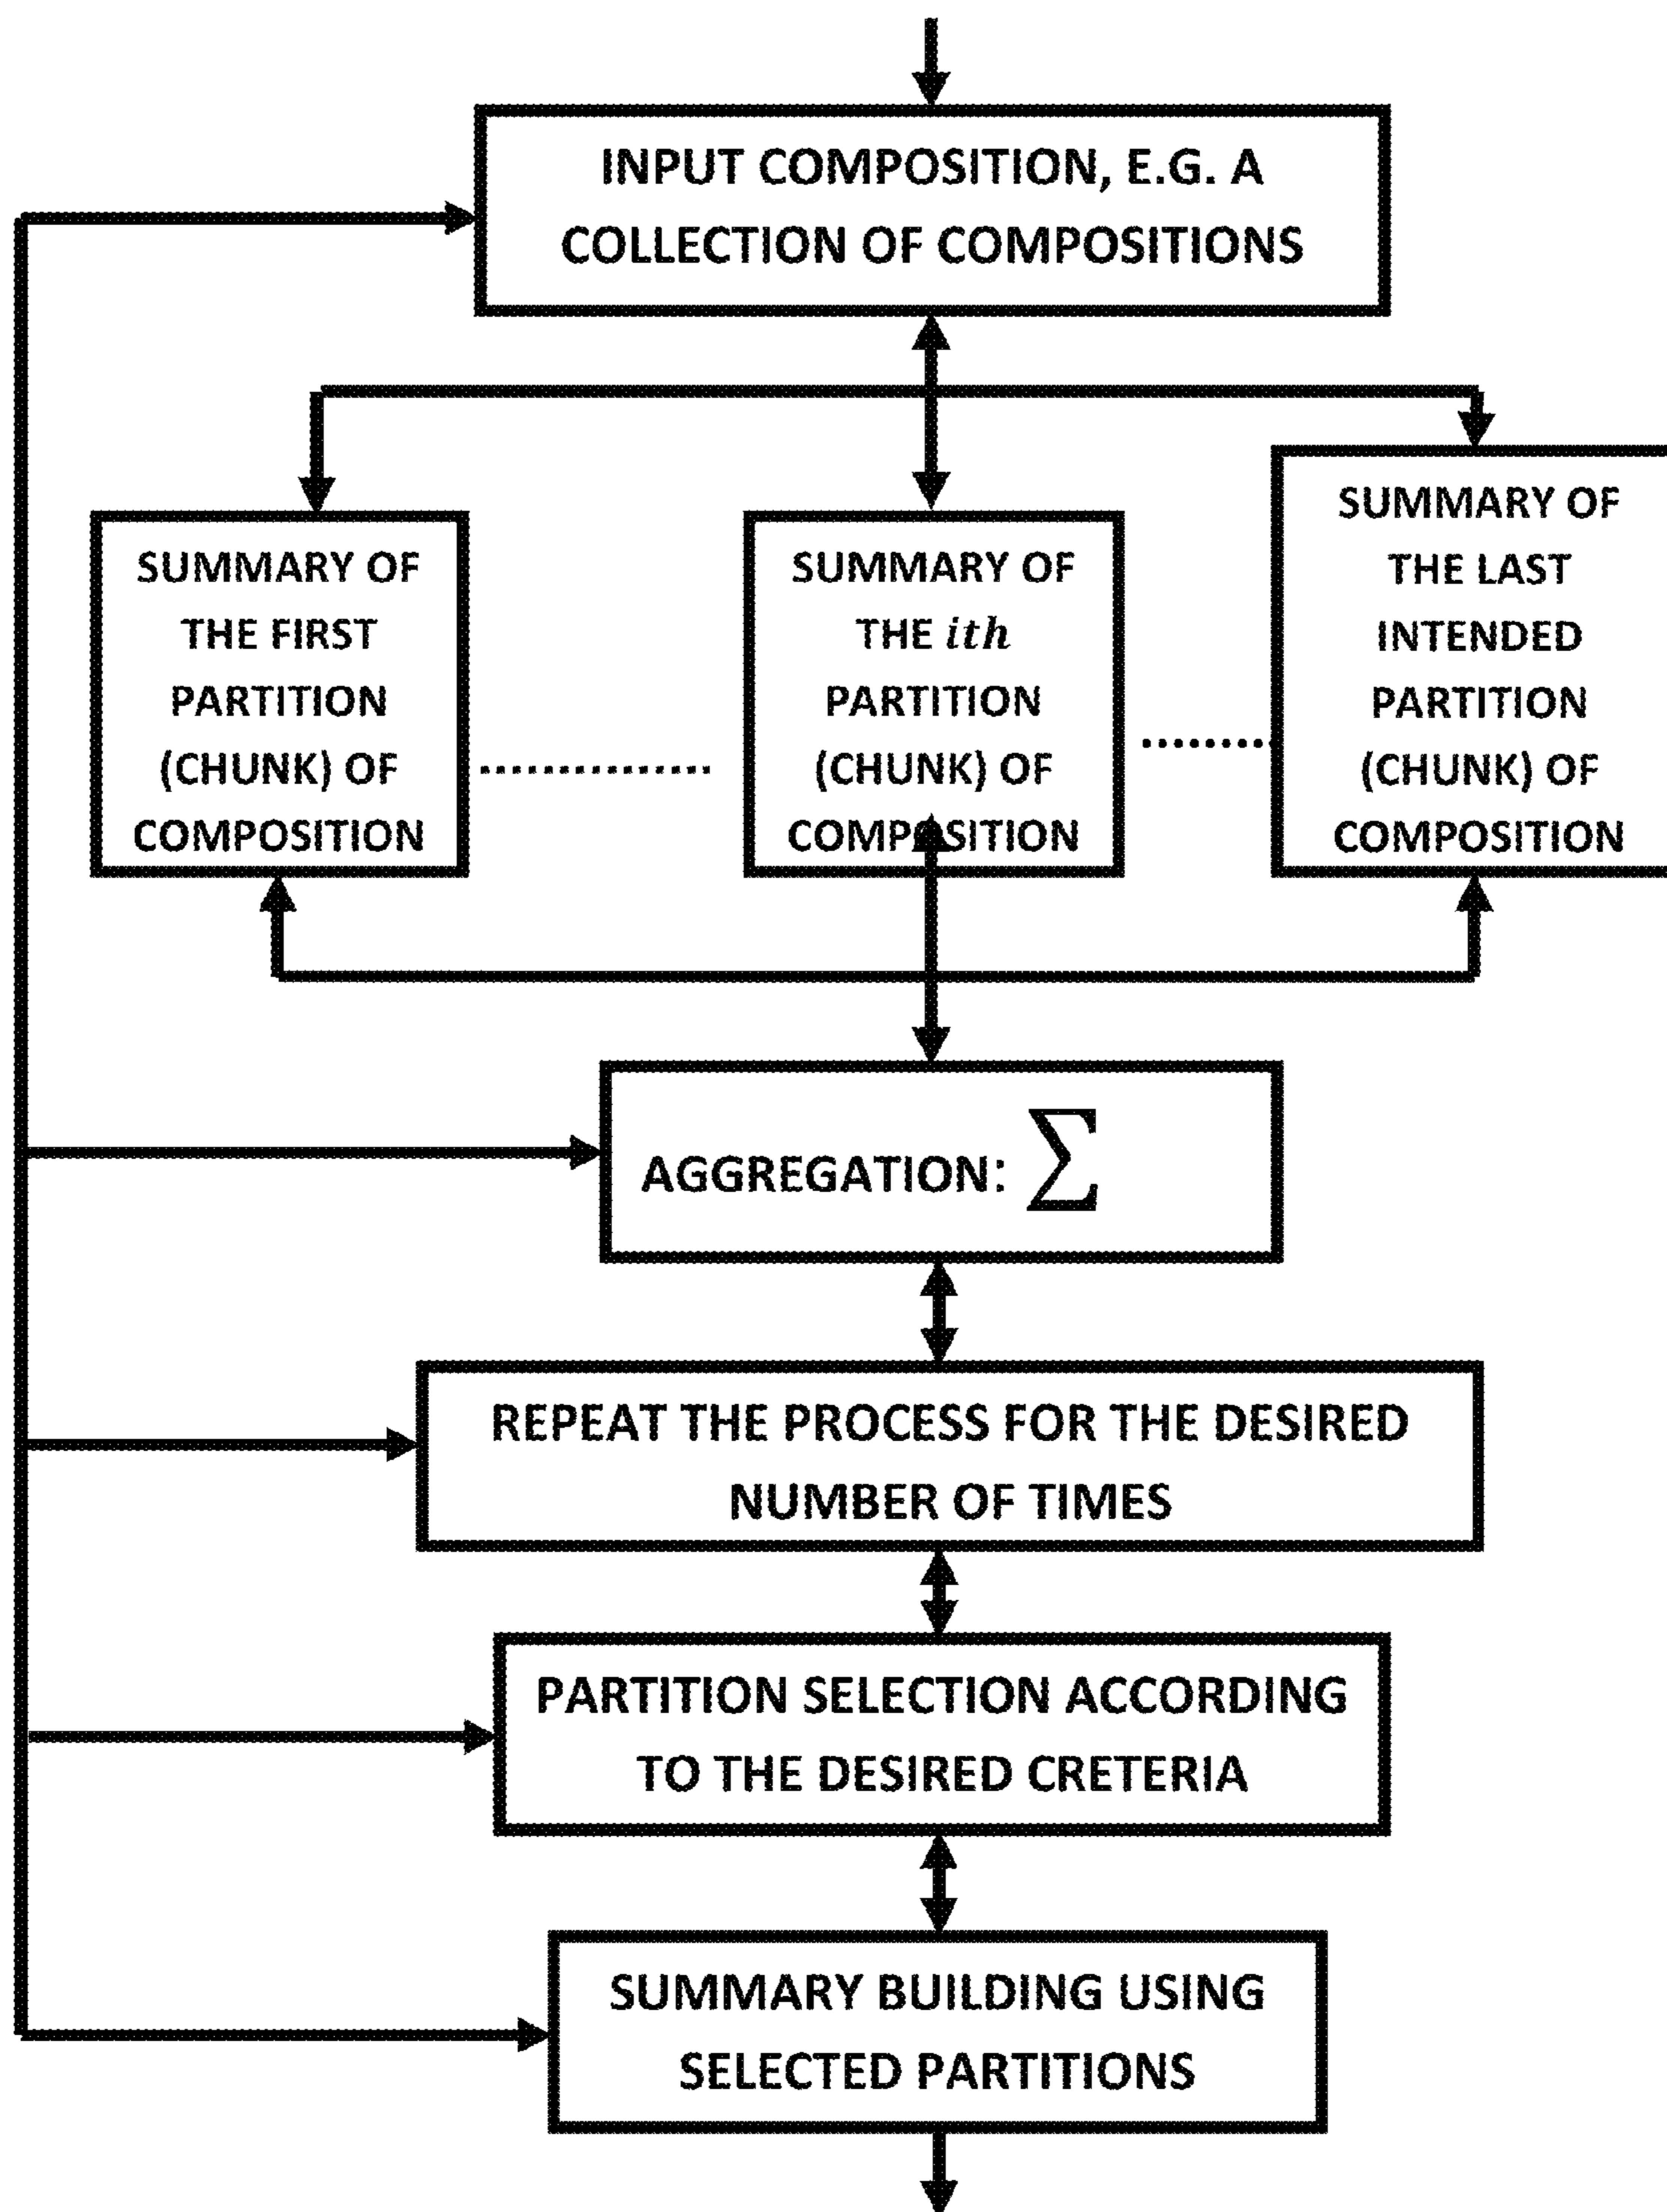 INPUT COMPOSITION, E.G. A
COLLECTION OF COMPOSITIONS
SUMMARY OF
THE FIRST
PARTITION
(CHUNK) OF
COMPOSITION
SUMMARY OF
THE ith
PARTITION
(CHUNK) OF
COMPOSITION
SUMMARY OF
THE LAST
INTENDED
PARTITION
(CHUNK) OF
COMPOSITION
AGGREGATION: ∑
REPEAT THE PROCESS FOR THE DESIRED
NUMBER OF TIMES
PARTITION SELECTION ACCORDING
TO THE DESIRED CRETERIA
SUMMARY BUILDING USING
SELECTED PARTITIONS